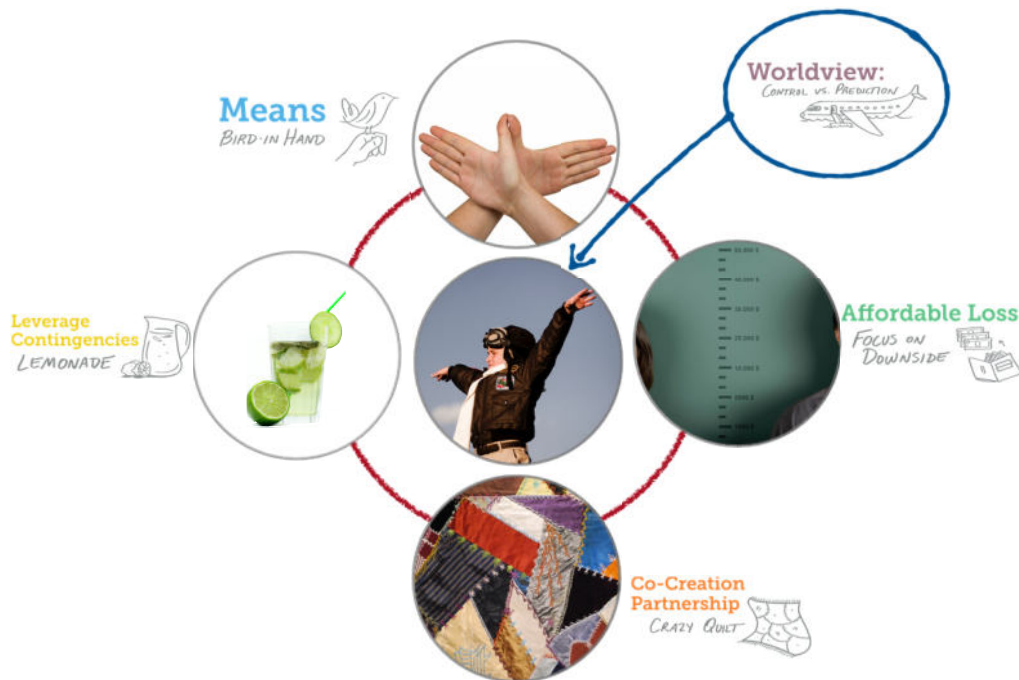 Worldview:
CONTROL VS. PREDICTION
Means
BIRD-IN HAND
Leverage
Contingencies
LEMONADE
Affordable Loss
FOCUS ON
DOWNSIDE
Co-Creation
Partnership
CRAZY QUILT